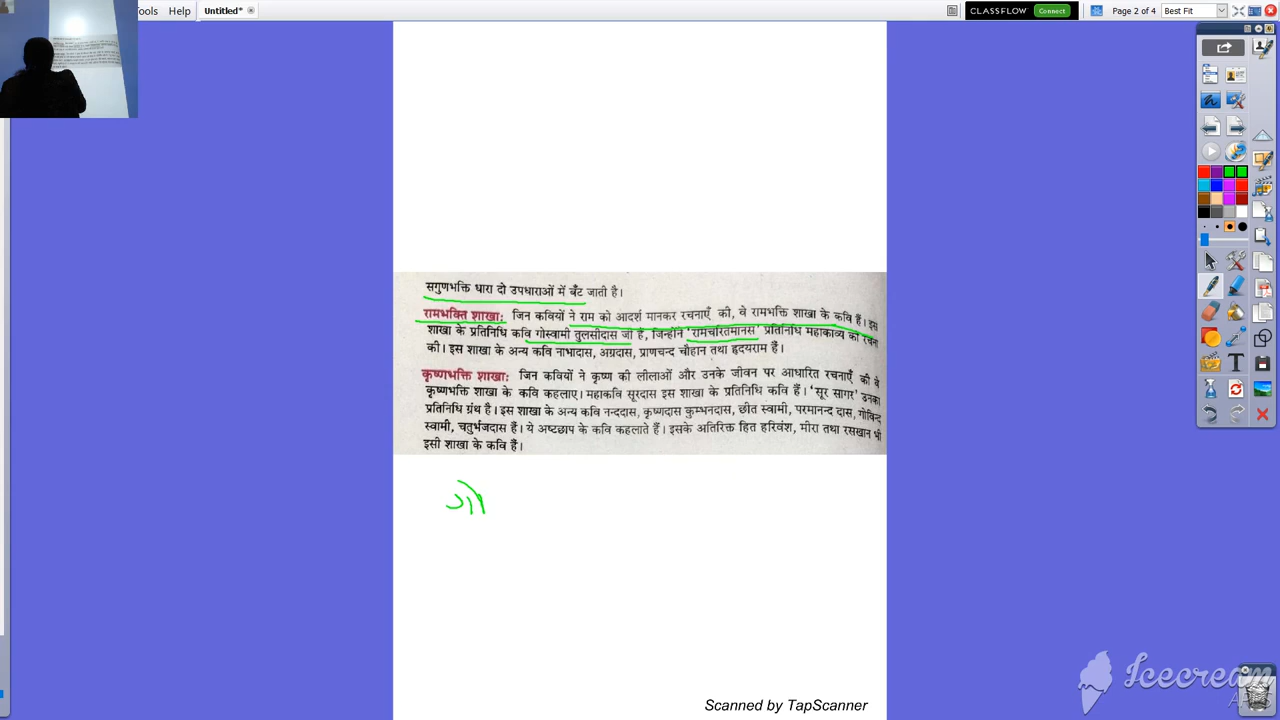 Tools Help Untitled*
CLASSFLOW Connect Page 2 of 4 Best Fit
सगुणभक्ति धारा दो उपधाराओं में बँट जाती है।
रामभक्ति शाखा: जिन कवियों ने राम को आदर्श मानकर रचनाएँ की, वे रामभक्ति शाखा के कवि हैं। इस
शाखा के प्रतिनिधि कवि गोस्वामी तुलसीदास जी हैं, जिन्होंने 'रामचरितमानस' प्रतिनिधि महाकाव्य की रचना
की। इस शाखा के अन्य कवि नाभादास, अग्रदास, प्राणचन्द चौहान तथा हृदयराम हैं।
कृष्णभक्ति शाखा: जिन कवियों ने कृष्ण की लीलाओं और उनके जीवन पर आधारित रचनाएँ की वे
कृष्णभक्ति शाखा के कवि कहलाए। महाकवि सूरदास इस शाखा के प्रतिनिधि कवि हैं। 'सूर सागर' उनका
प्रतिनिधि ग्रंथ है। इस शाखा के अन्य कवि नन्ददास, कृष्णदास कुम्भनदास, छीत स्वामी, परमानन्द दास, गोविन्द
स्वामी, चतुर्भजदास हैं। ये अष्टछाप के कवि कहलाते हैं। इसके अतिरिक्त हित हरिवंश, मीरा तथा रसखान भी
इसी शाखा के कवि हैं।
गो
Scanned by TapScanner
Icecream
APPS